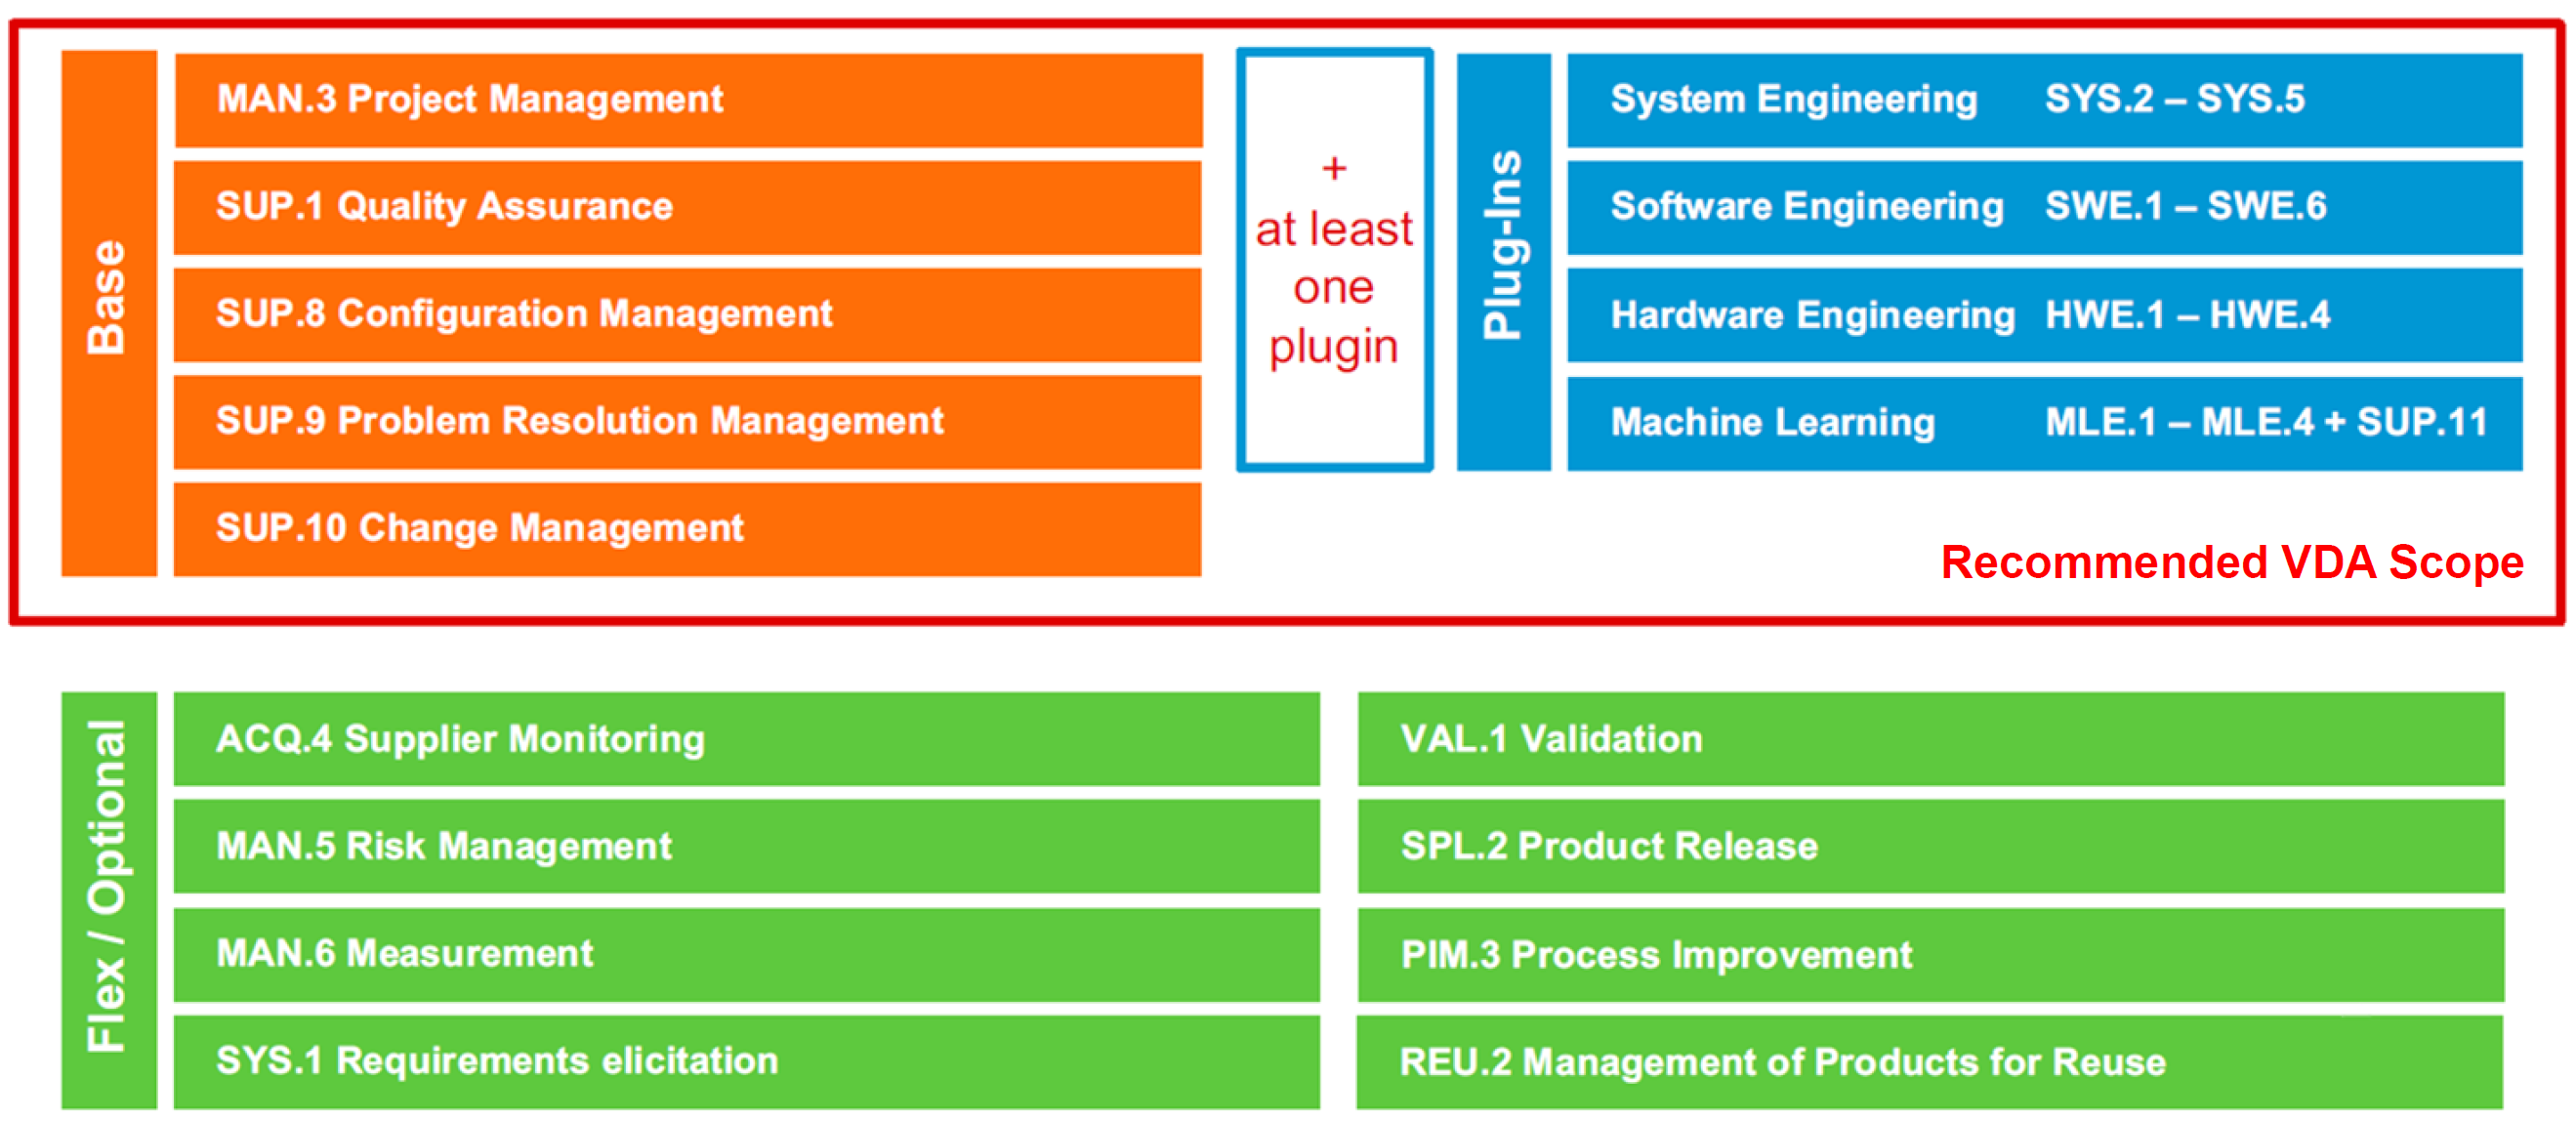 Base
MAN.3 Project Management
SUP.1 Quality Assurance
SUP.8 Configuration Management
SUP.9 Problem Resolution Management
SUP.10 Change Management
+
at least
one
plugin
Plug-Ins
System Engineering SYS.2 – SYS.5
Software Engineering SWE.1 – SWE.6
Hardware Engineering HWE.1 – HWE.4
Machine Learning MLE.1 – MLE.4 + SUP.11
Recommended VDA Scope
Flex / Optional
ACQ.4 Supplier Monitoring
MAN.5 Risk Management
MAN.6 Measurement
SYS.1 Requirements elicitation
VAL.1 Validation
SPL.2 Product Release
PIM.3 Process Improvement
REU.2 Management of Products for Reuse